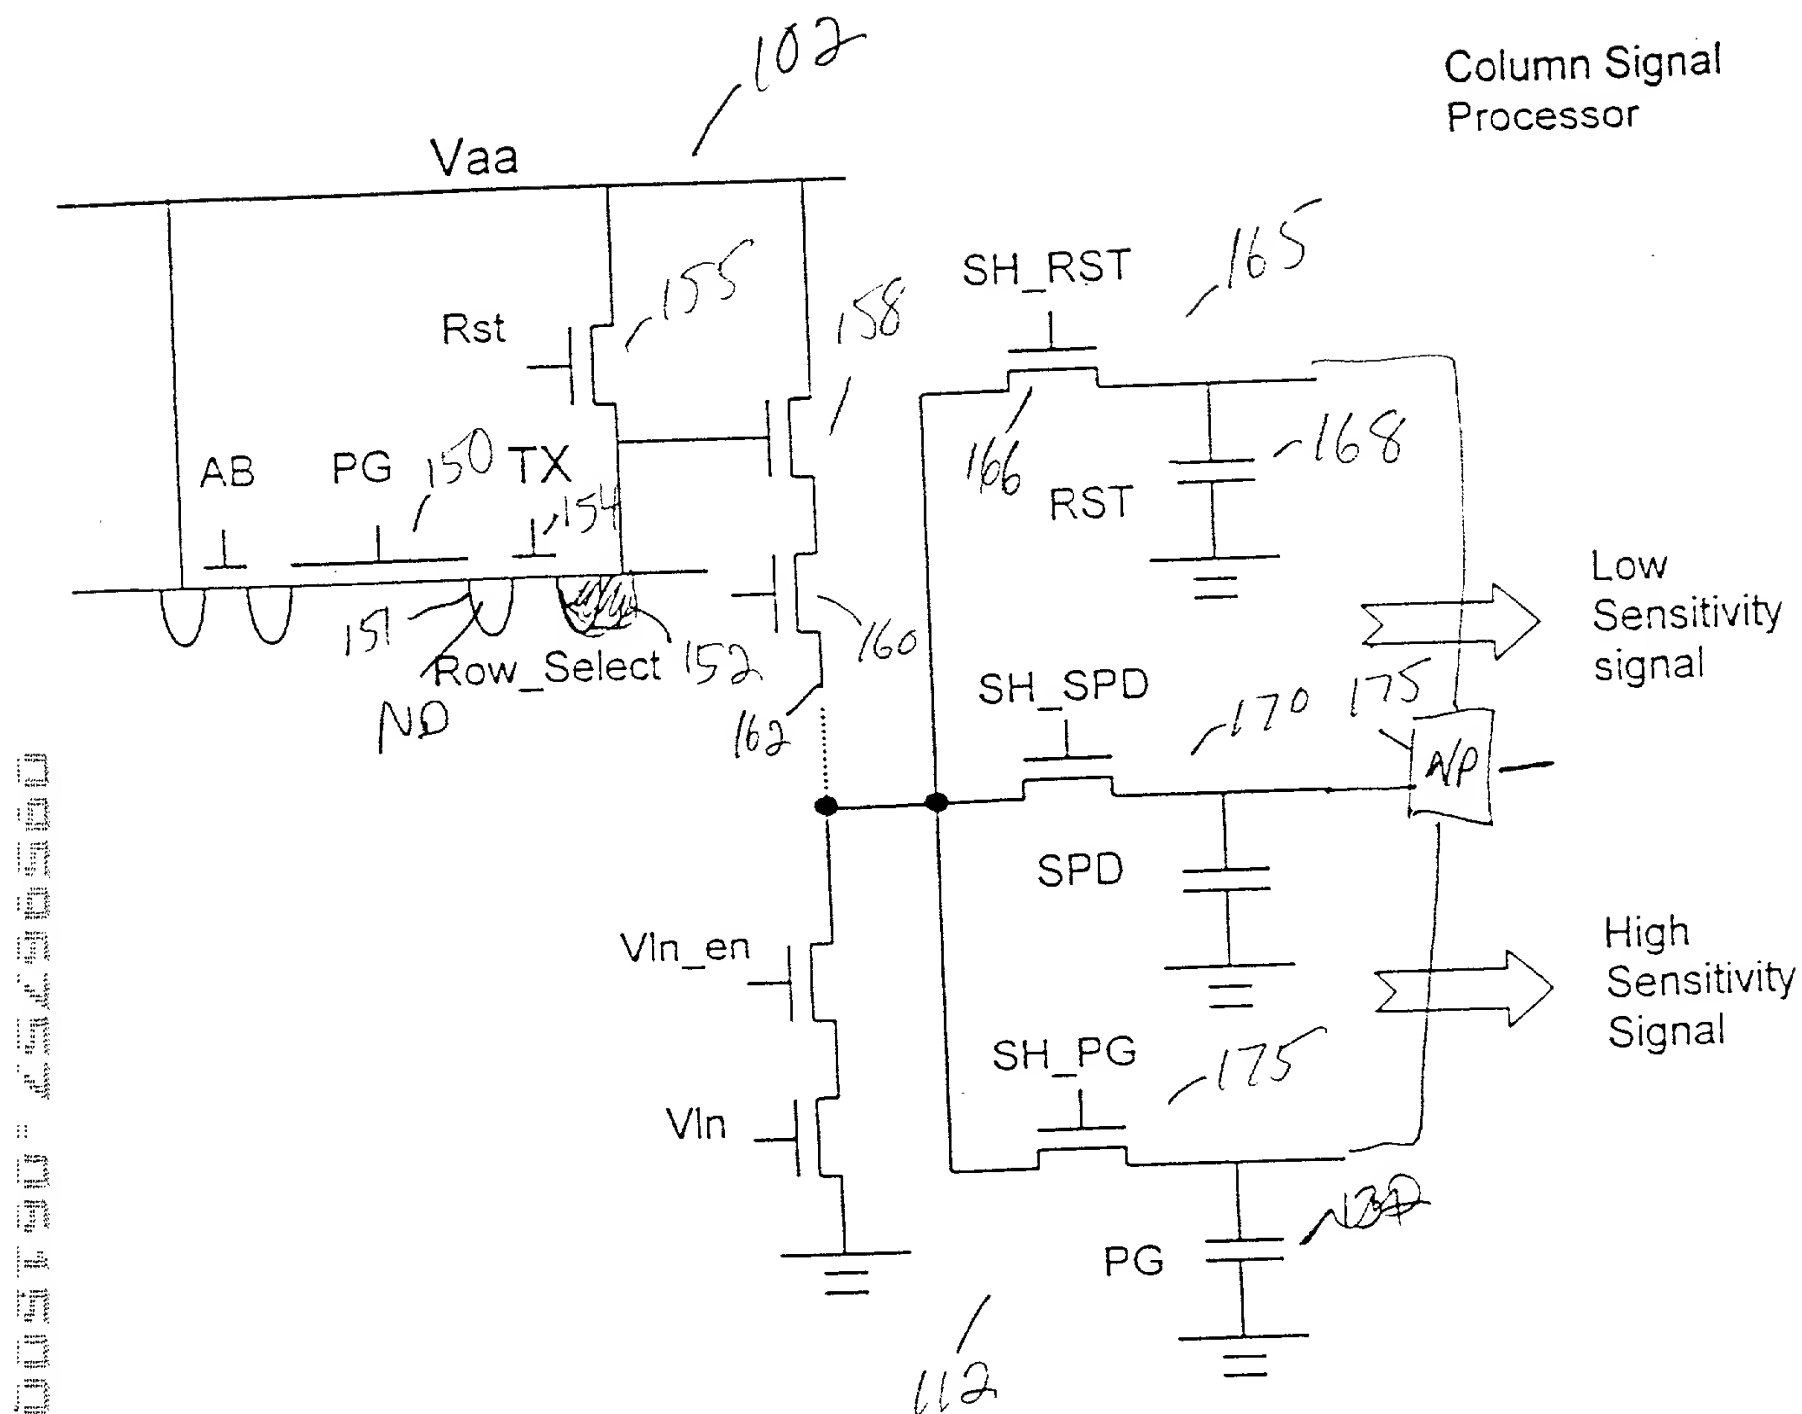 102
Column Signal
Processor
Vaa
155
SH_RST
165
Rst
158
AB
PG
150
TX
154
166
168
RST
151
Row_Select
152
160
ND
162
Low
Sensitivity
signal
SH_SPD
170
175
A/D
SPD
Vln_en
High
Sensitivity
Signal
SH_PG
175
Vln
PG
112